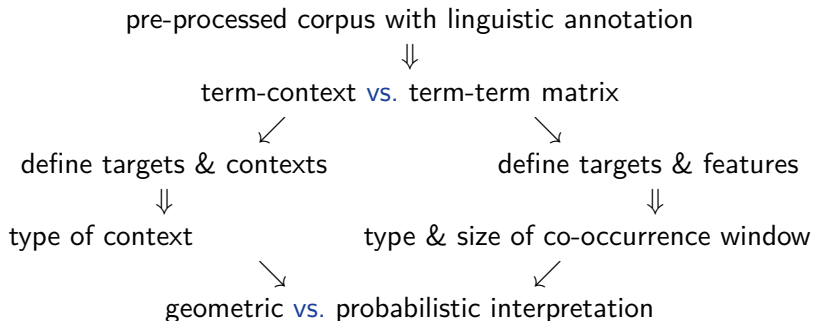 pre-processed corpus with linguistic annotation
⇓
term-context vs. term-term matrix
↙ ↘
define targets & contexts define targets & features
⇓ ⇓
type of context type & size of co-occurrence window
↘ ↙
geometric vs. probabilistic interpretation